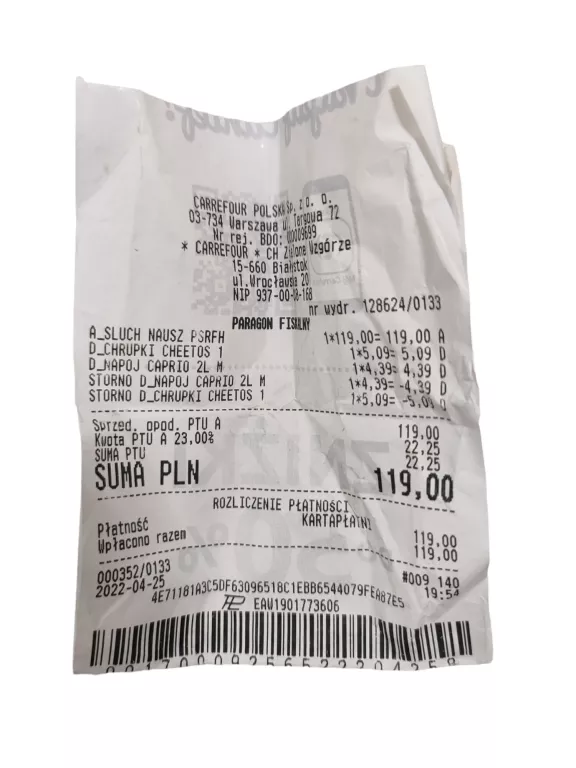 CARREFOUR POLSKA Sp. z o. o.
03-734 Warszawa ul. Targowa 72
Nr rej. BDO:
* CARREFOUR * CH Zielone Wzgórze
15-660 Białystok
ul.Wrocławska 20
NIP 937-00-08-168
nr wydr. 128624/0133
PARAGON FISKALNY
A_SLUCH NAUSZ PSRFH 1*119,00= 119,00 A
D_CHRUPKI CHEETOS 1 1*5,09= 5,09 D
D_NAPOJ CAPRIO 2L M 1*4,39= 4,39 D
STORNO D_NAPOJ CAPRIO 2L M 1*4,39= -4,39 D
STORNO D_CHRUPKI CHEETOS 1 1*5,09= -5,09 D
Sprzed. opod. PTU A 119,00
Kwota PTU A 23,00% 22,25
SUMA PTU 22,25
SUMA PLN 119,00
ROZLICZENIE PŁATNOŚCI
Płatność KARTAPŁATNI 119,00
Wpłacono razem 119,00
000352/0133 #009 140
2022-04-25 19:54
4E71181A3C5DF63096518C1EBB6544079FEA87E5
EAW1901773606